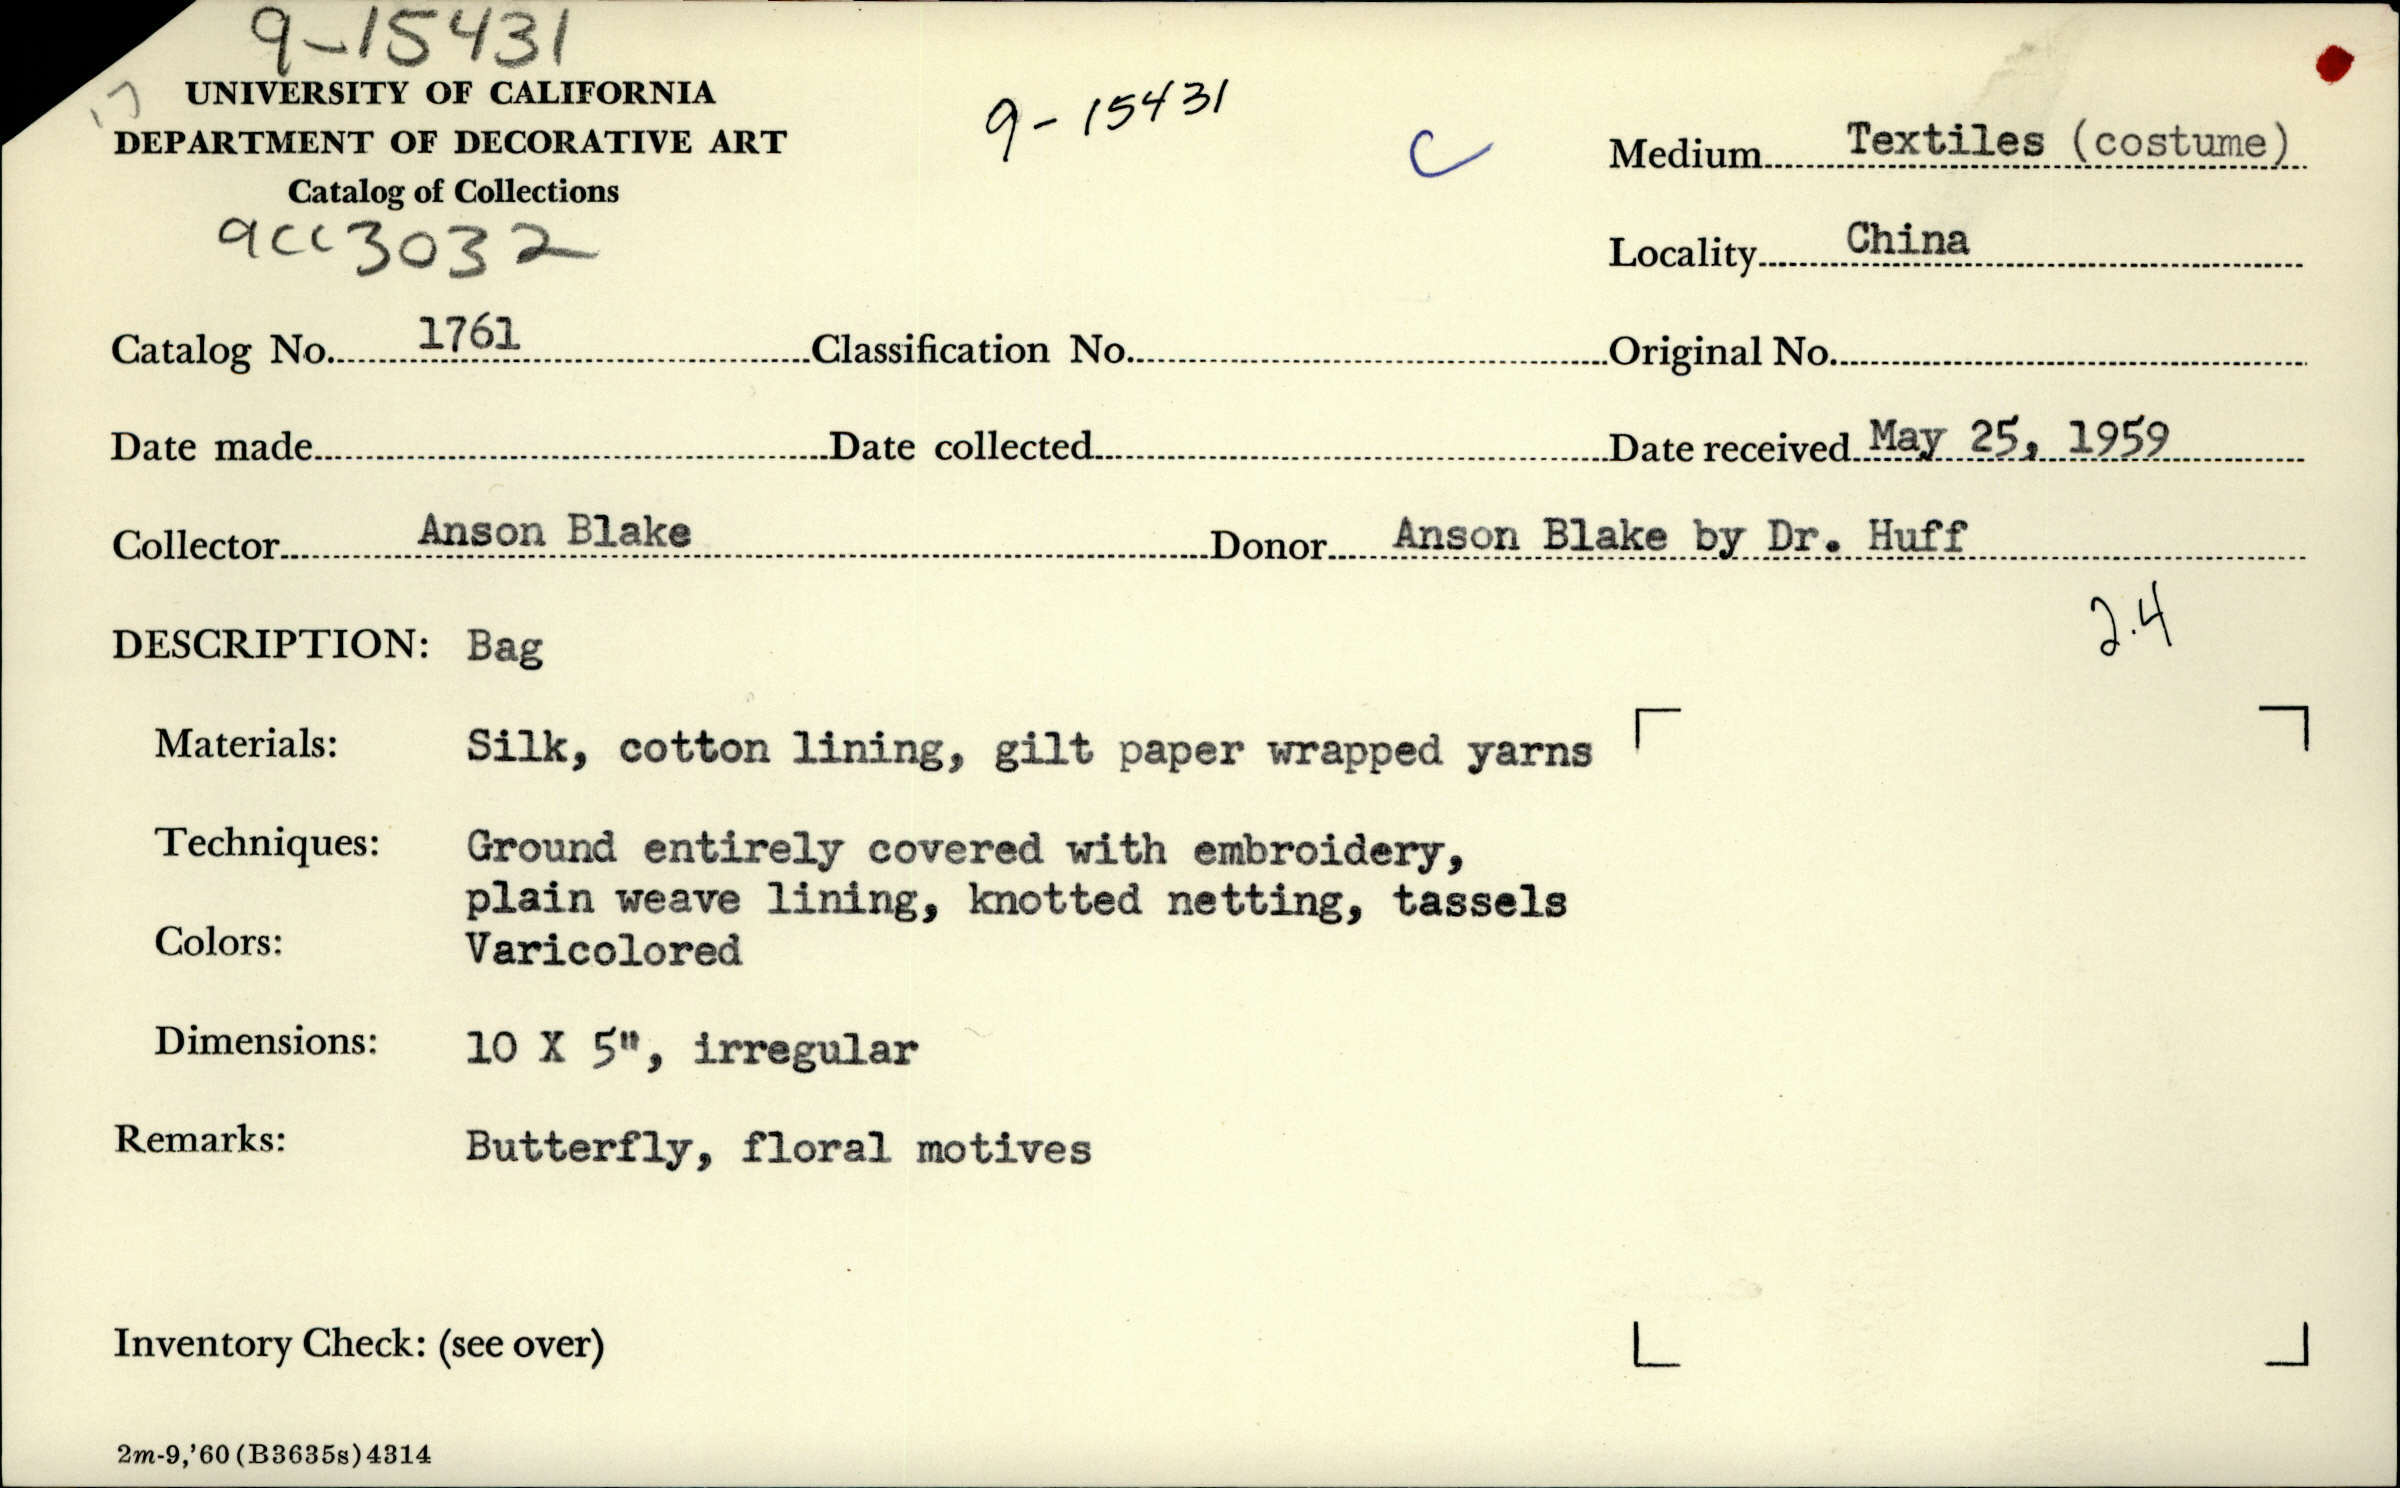 9-15431
UNIVERSITY OF CALIFORNIA
DEPARTMENT OF DECORATIVE ART
Catalog of Collections
acc 3032
9-15431
C
Medium Textiles (costume)
Locality China
Catalog No. 1761 Classification No. Original No.
Date made Date collected Date received May 25, 1959
Collector Anson Blake Donor Anson Blake by Dr. Huff
2.4
DESCRIPTION: Bag
Materials: Silk, cotton lining, gilt paper wrapped yarns
Techniques: Ground entirely covered with embroidery,
plain weave lining, knotted netting, tassels
Colors: Varicolored
Dimensions: 10 X 5", irregular
Remarks: Butterfly, floral motives
Inventory Check: (see over)
2m-9,'60(B3635s)4314